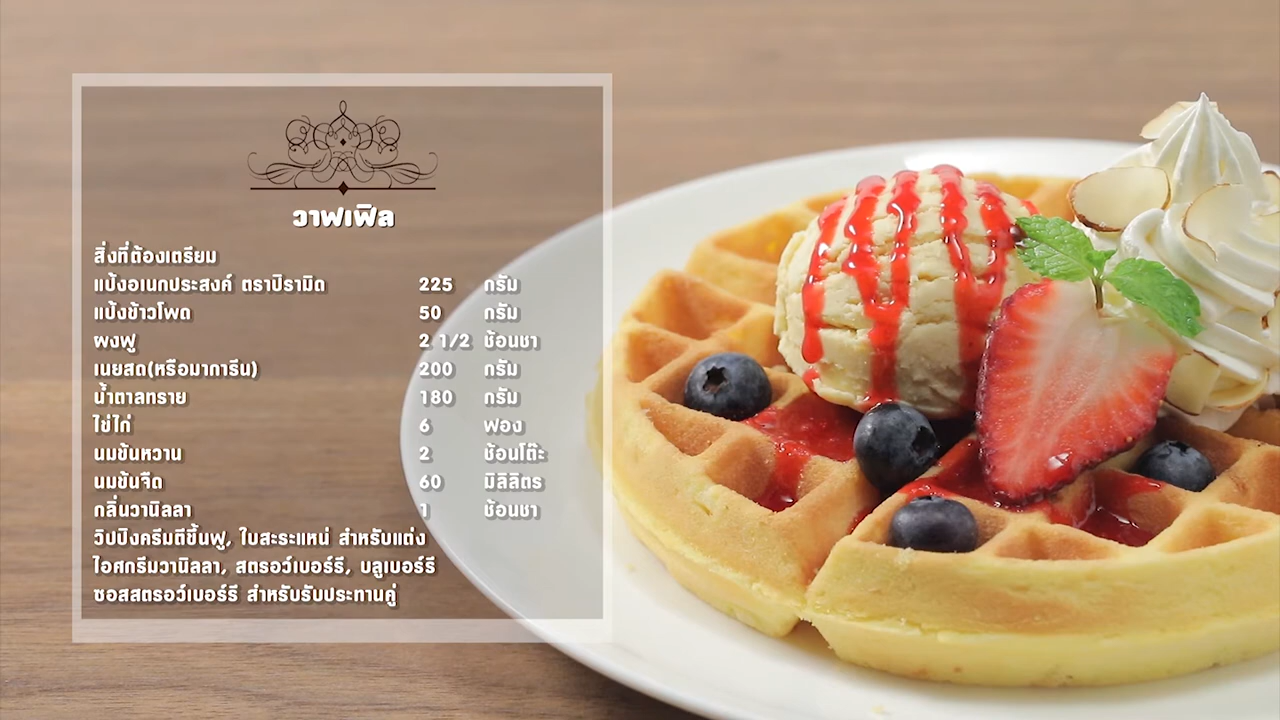 วาฟเฟิล
สิ่งที่ต้องเตรียม
แป้งอเนกประสงค์ ตราปิรามิด 225 กรัม
แป้งข้าวโพด 50 กรัม
ผงฟู 2 1/2 ช้อนชา
เนยสด(หรือมาการีน) 200 กรัม
น้ำตาลทราย 180 กรัม
ไข่ไก่ 6 ฟอง
นมข้นหวาน 2 ช้อนโต๊ะ
นมข้นจืด 60 มิลิลิตร
กลิ่นวานิลลา 1 ช้อนชา
วิปปิงครีมตีขึ้นฟู, ใบสะระแหน่ สำหรับแต่ง
ไอศกรีมวานิลลา, สตรอว์เบอร์รี, บลูเบอร์รี
ซอสสตรอว์เบอร์รี สำหรับรับประทานคู่